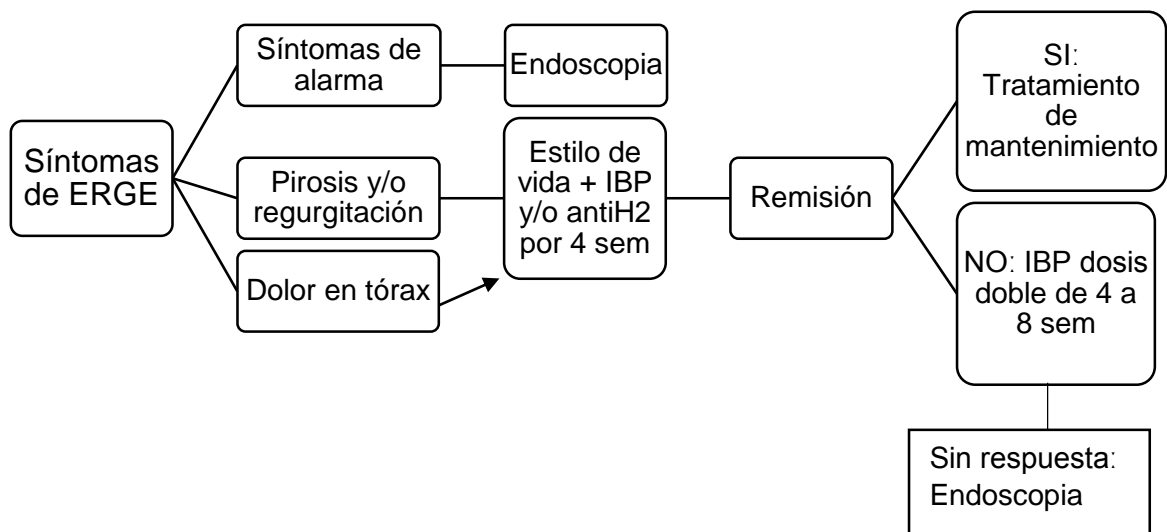 Síntomas
de ERGE
Síntomas de
alarma
Endoscopia
Pirosis y/o
regurgitación
Dolor en tórax
Estilo de
vida + IBP
y/o antiH2
por 4 sem
Remisión
SI:
Tratamiento
de
mantenimiento
NO: IBP dosis
doble de 4 a
8 sem
Sin respuesta:
Endoscopia